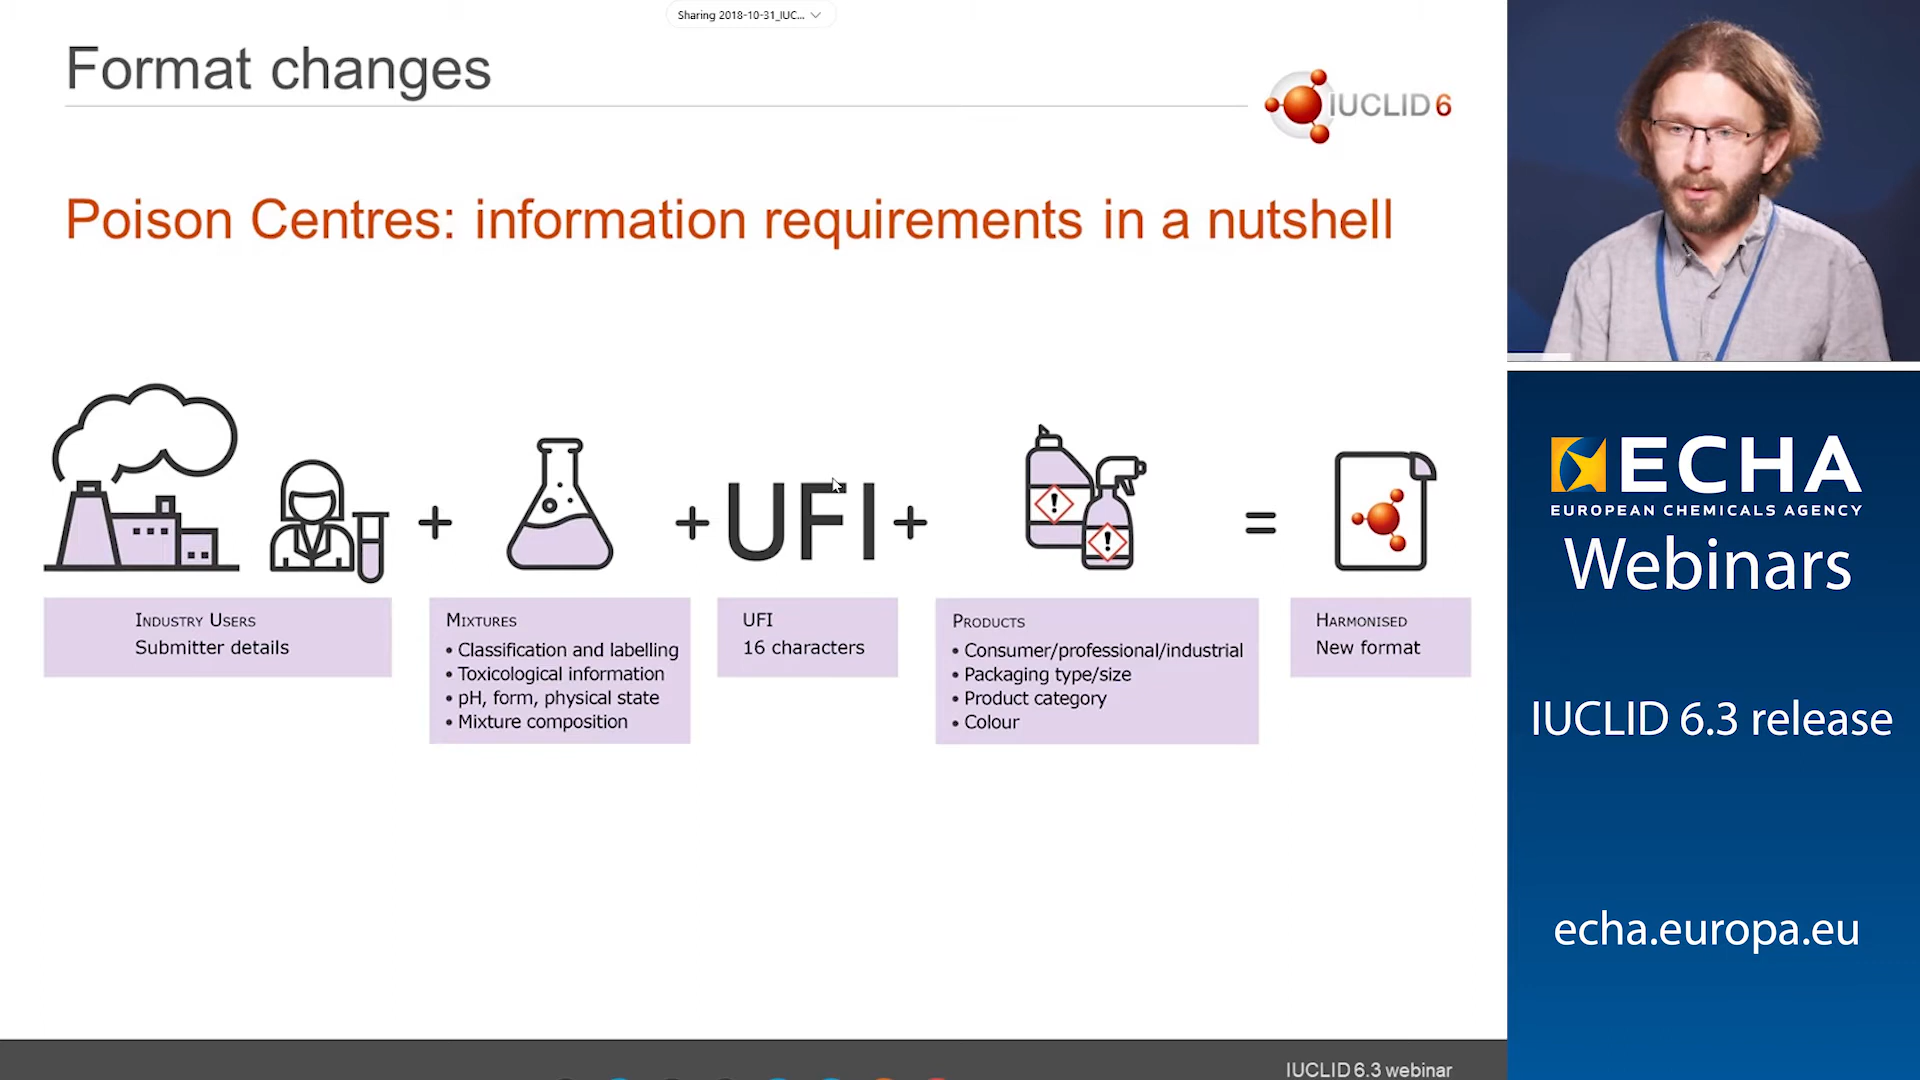 Sharing 2018-10-31_IUC...
Format changes
IUCLID 6
Poison Centres: information requirements in a nutshell
+
+ UFI +
! !
=
INDUSTRY USERS
Submitter details
MIXTURES
• Classification and labelling
• Toxicological information
• pH, form, physical state
• Mixture composition
UFI
16 characters
PRODUCTS
• Consumer/professional/industrial
• Packaging type/size
• Product category
• Colour
HARMONISED
New format
IUCLID 6.3 webinar
ECHA
EUROPEAN CHEMICALS AGENCY
Webinars
IUCLID 6.3 release
echa.europa.eu